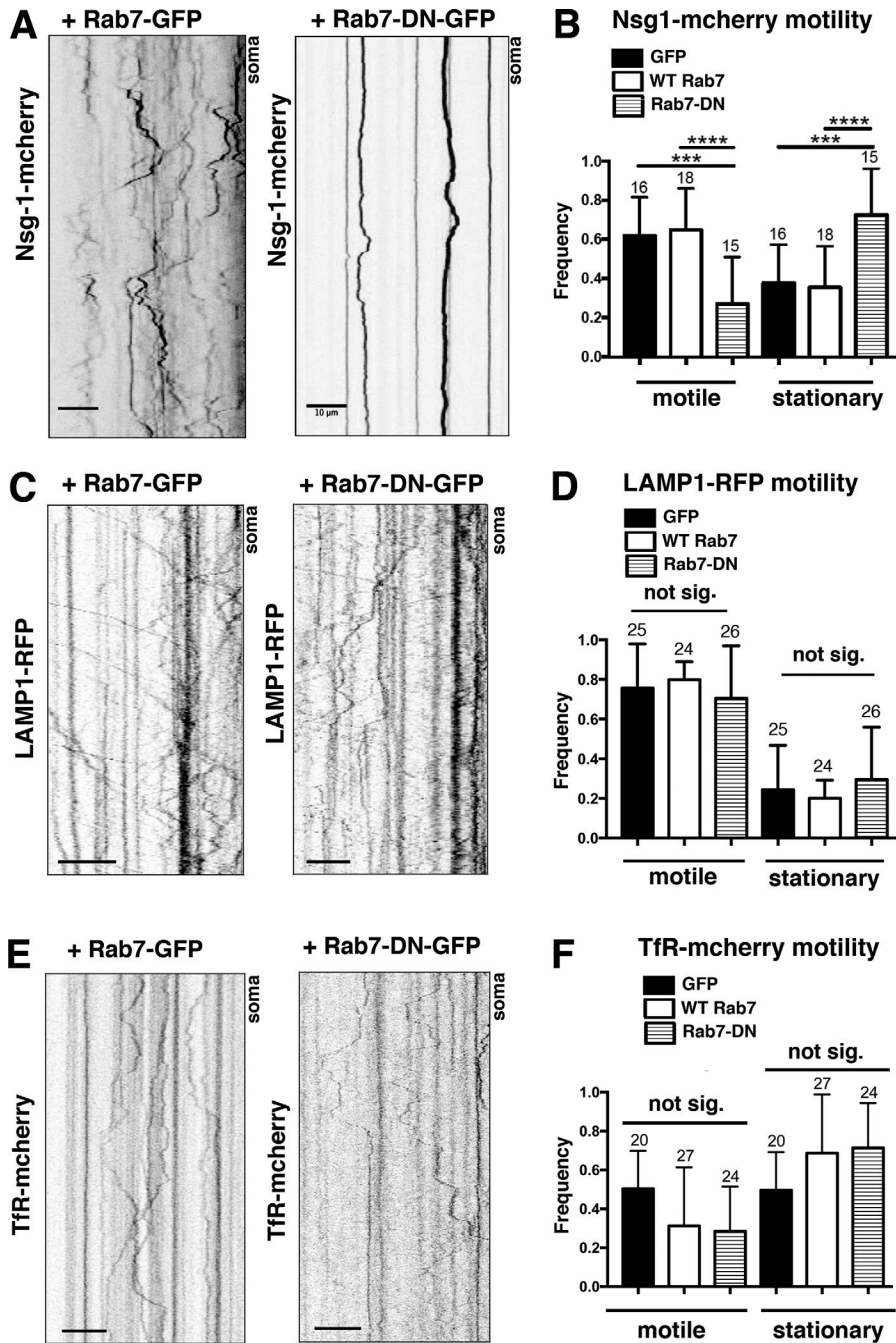 A
+ Rab7-GFP
+ Rab7-DN-GFP
Nsg-1-mcherry
soma
Nsg-1-mcherry
10 µm
soma
B
Nsg1-mcherry motility
GFP
WT Rab7
Rab7-DN
****
***
****
***
Frequency
1.0
0.8
0.6
0.4
0.2
0.0
16
18
15
16
18
15
motile
stationary
C
+ Rab7-GFP
+ Rab7-DN-GFP
LAMP1-RFP
soma
LAMP1-RFP
soma
D
LAMP1-RFP motility
GFP
WT Rab7
Rab7-DN
not sig.
not sig.
Frequency
1.0
0.8
0.6
0.4
0.2
0.0
25
24
26
25
24
26
motile
stationary
E
+ Rab7-GFP
+ Rab7-DN-GFP
TfR-mcherry
soma
TfR-mcherry
soma
F
TfR-mcherry motility
GFP
WT Rab7
Rab7-DN
not sig.
not sig.
Frequency
1.0
0.8
0.6
0.4
0.2
0.0
20
27
24
20
27
24
motile
stationary